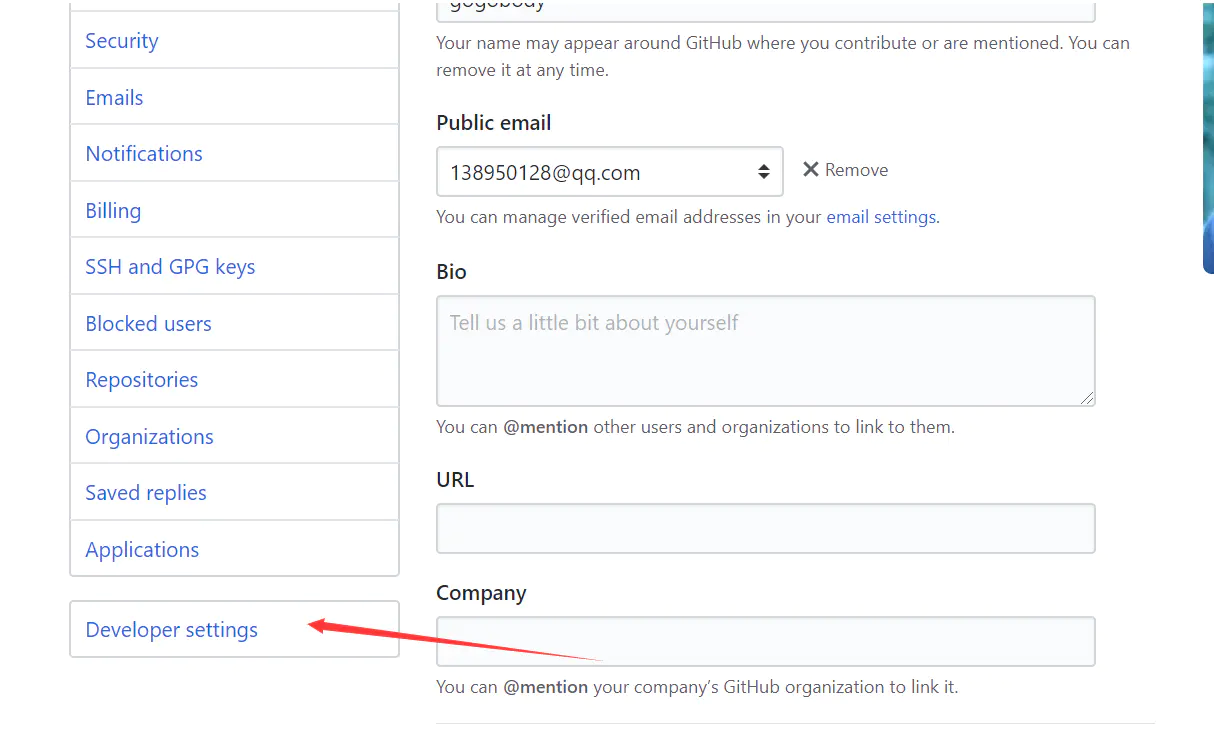 Security
Emails
Notifications
Billing
SSH and GPG keys
Blocked users
Repositories
Organizations
Saved replies
Applications
Developer settings
gogobody
Your name may appear around GitHub where you contribute or are mentioned. You can
remove it at any time.
Public email
138950128@qq.com
Remove
You can manage verified email addresses in your email settings.
Bio
Tell us a little bit about yourself
You can @mention other users and organizations to link to them.
URL
Company
You can @mention your company's GitHub organization to link it.